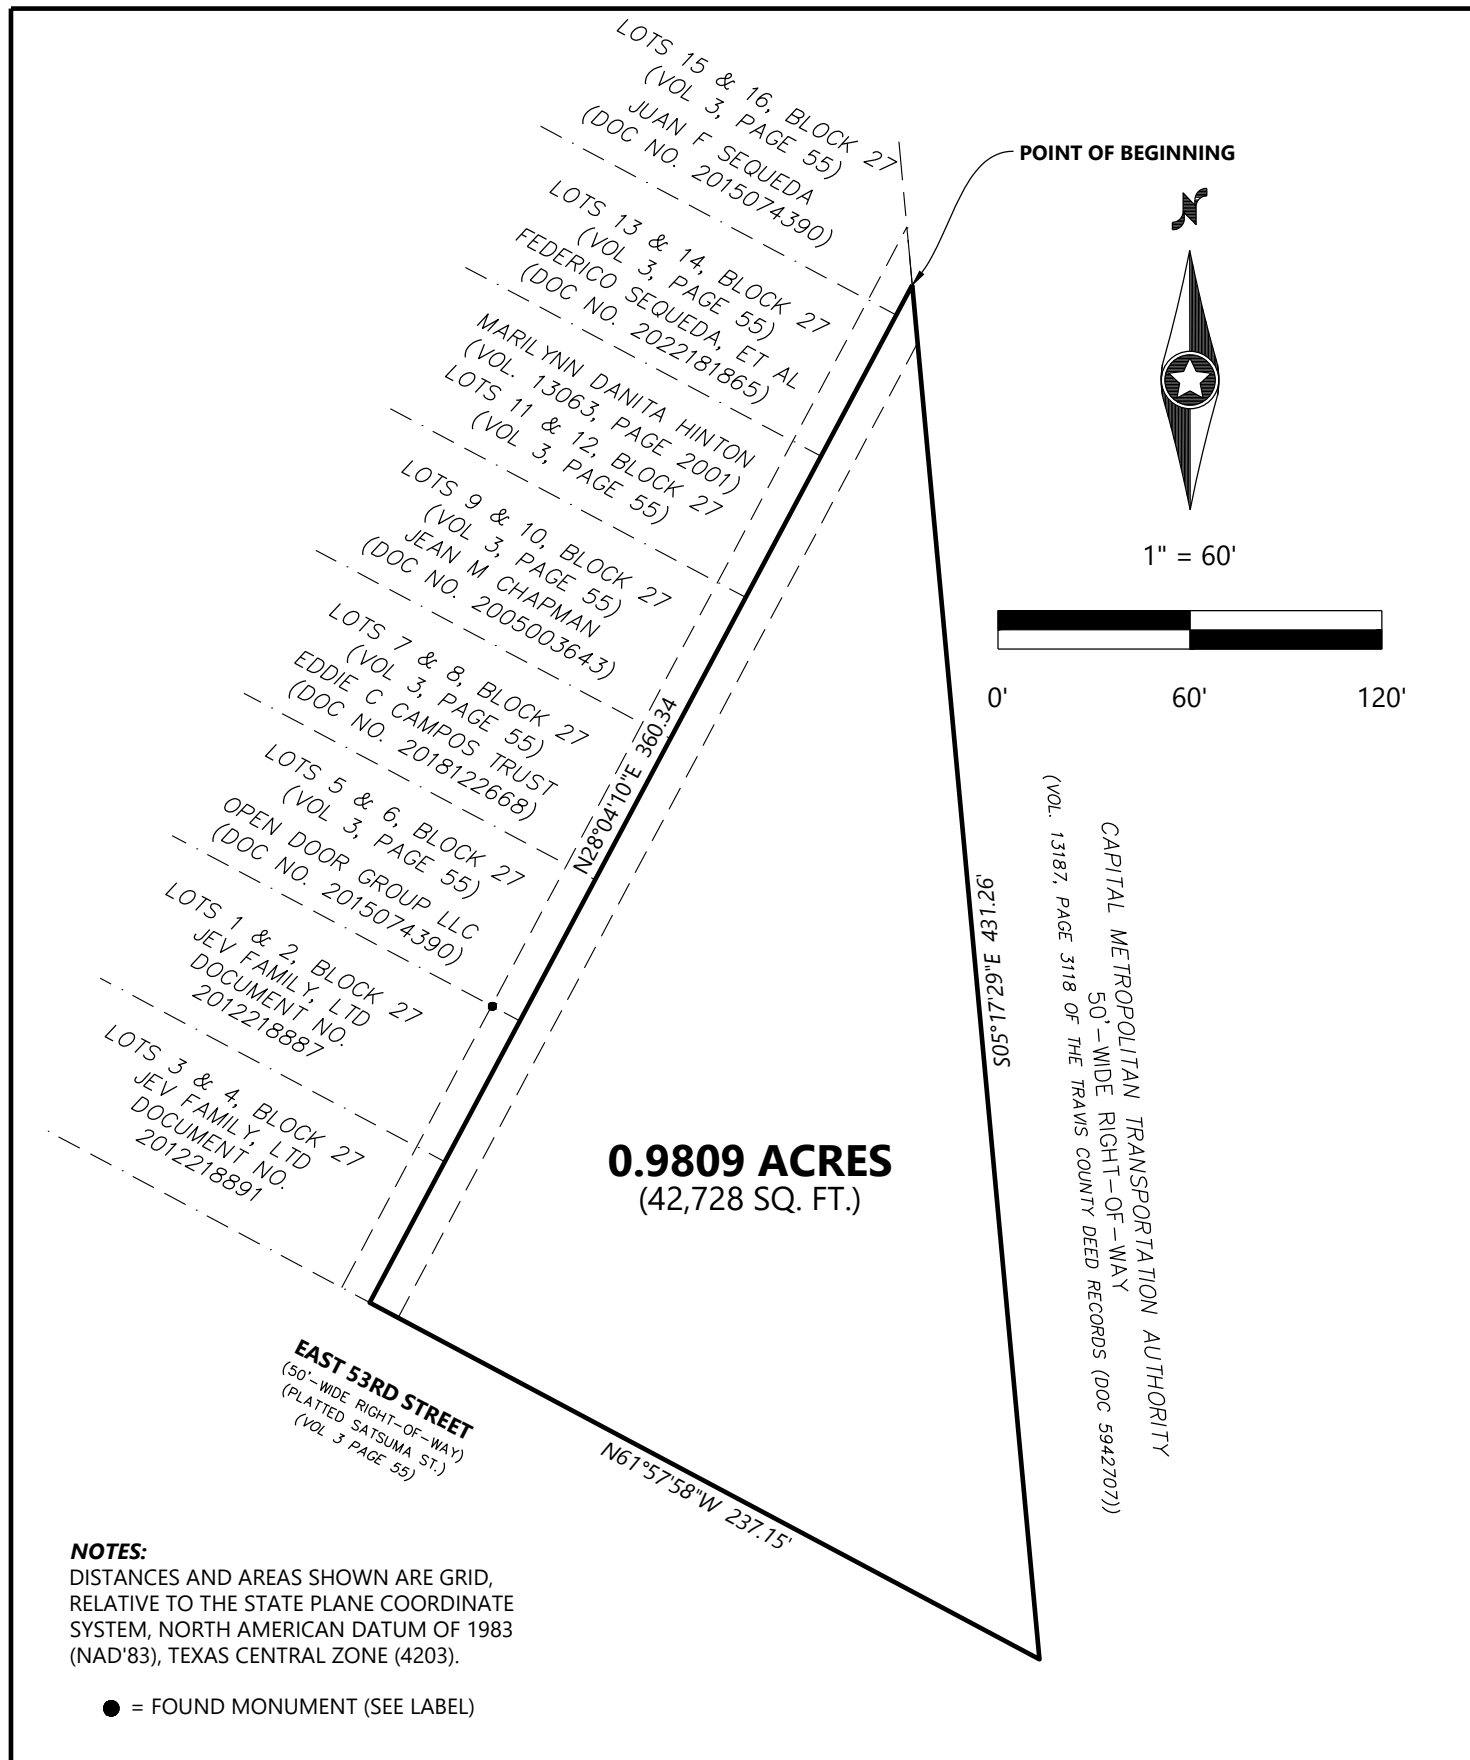 LOTS 15 & 16, BLOCK 27
(VOL 3, PAGE 55)
JUAN F SEQUEDA
(DOC NO. 2015074390)
POINT OF BEGINNING
N
LOTS 13 & 14, BLOCK 27
(VOL 3, PAGE 55)
FEDERICO SEQUEDA, ET AL
(DOC NO. 2022181865)
MARILYNN DANITA HINTON
(VOL. 13063, PAGE 2001)
LOTS 11 & 12, BLOCK 27
(VOL 3, PAGE 55)
LOTS 9 & 10, BLOCK 27
(VOL 3, PAGE 55)
JEAN M CHAPMAN
(DOC NO. 2005003643)
LOTS 7 & 8, BLOCK 27
(VOL 3, PAGE 55)
EDDIE C CAMPOS TRUST
(DOC NO. 2018122668)
LOTS 5 & 6, BLOCK 27
(VOL 3, PAGE 55)
OPEN DOOR GROUP LLC
(DOC NO. 2015074390)
LOTS 1 & 2, BLOCK 27
JEV FAMILY, LTD
DOCUMENT NO.
2012218887
LOTS 3 & 4, BLOCK 27
JEV FAMILY, LTD
DOCUMENT NO.
2012218891
1" = 60'
0' 60' 120'
N28°04'10"E 360.34
S05°17'29"E 431.26'
CAPITAL METROPOLITAN TRANSPORTATION AUTHORITY
50'-WIDE RIGHT-OF-WAY
(VOL. 13187, PAGE 3118 OF THE TRAVIS COUNTY DEED RECORDS (DOC 5942707))
0.9809 ACRES
(42,728 SQ. FT.)
EAST 53RD STREET
(50'-WIDE RIGHT-OF-WAY)
(PLATTED SATSUMA ST.)
(VOL 3 PAGE 55)
N61°57'58"W 237.15'
NOTES:
DISTANCES AND AREAS SHOWN ARE GRID,
RELATIVE TO THE STATE PLANE COORDINATE
SYSTEM, NORTH AMERICAN DATUM OF 1983
(NAD'83), TEXAS CENTRAL ZONE (4203).
= FOUND MONUMENT (SEE LABEL)